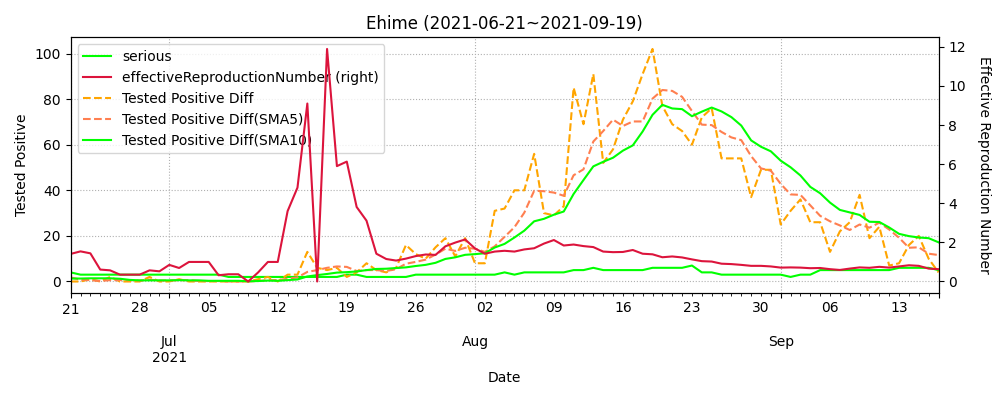 Ehime (2021-06-21~2021-09-19)
serious
effectiveReproductionNumber (right)
Tested Positive Diff
Tested Positive Diff(SMA5)
Tested Positive Diff(SMA10)
Tested Positive
100
80
60
40
20
0
12
10
8
6
4
2
0
Effective Reproduction Number
21 28 05 12 19 26 02 09 16 23 30 06 13
Jul Aug Sep
2021
Date